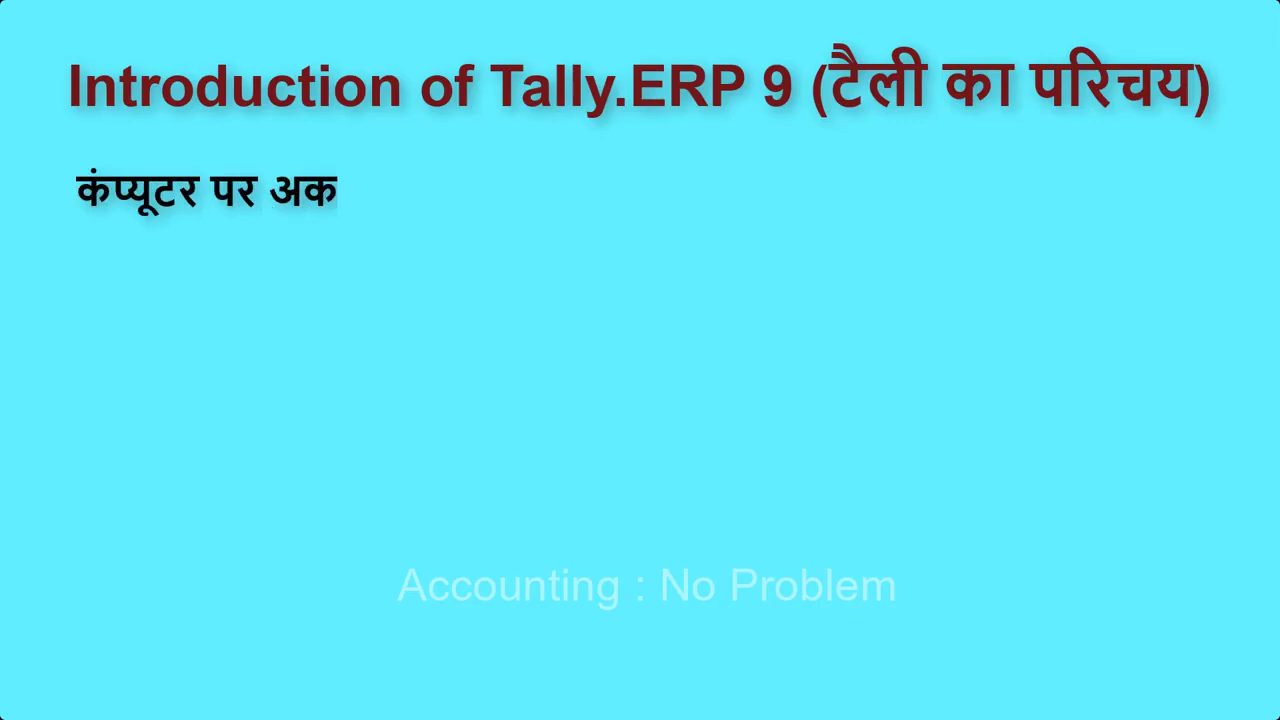 Introduction of Tally.ERP 9 (टैली का परिचय)
कंप्यूटर पर अक
Accounting : No Problem